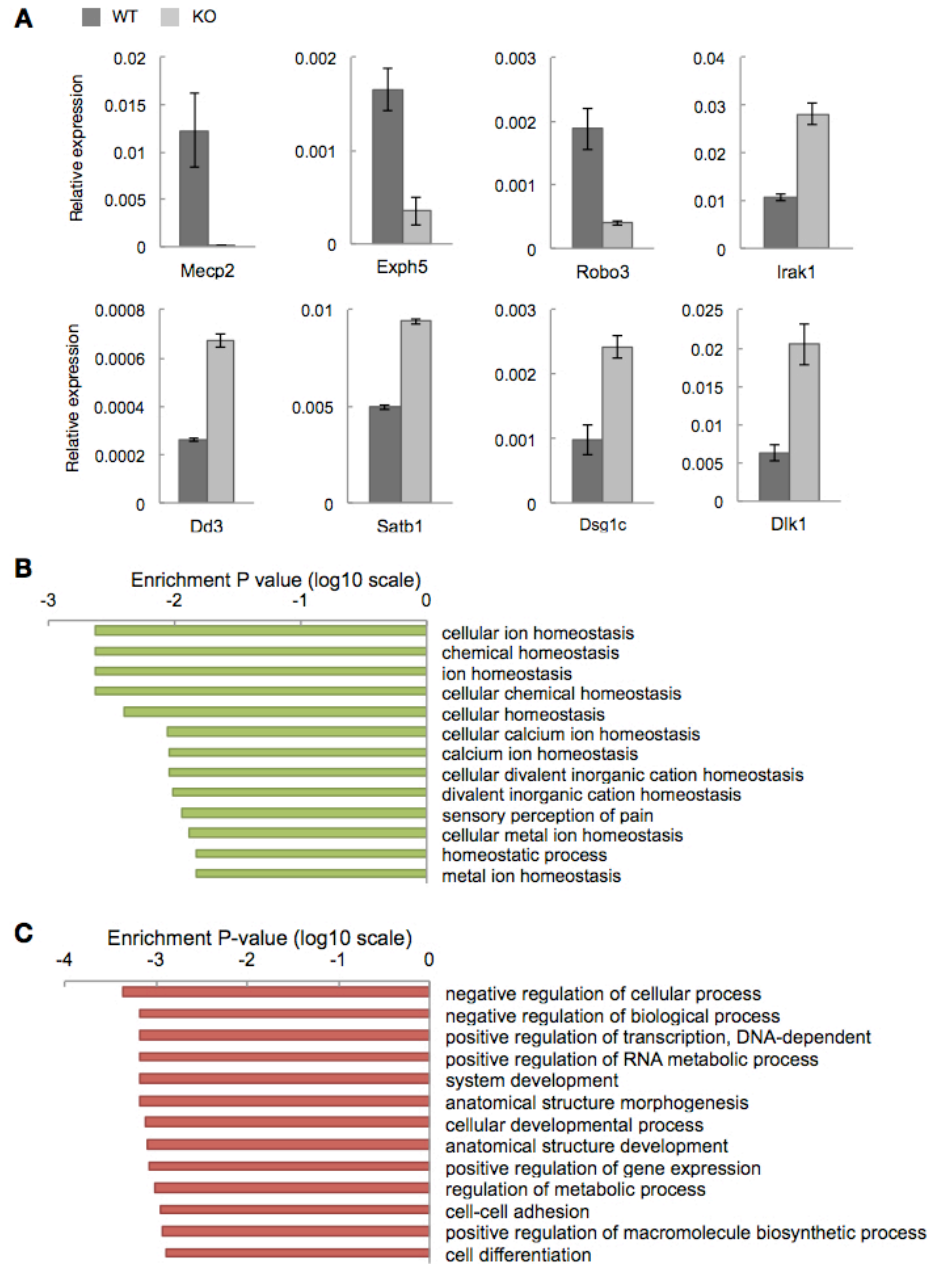 A
WT
KO
Relative expression
0.02
0.015
0.01
0.005
0
Mecp2
0.002
0.001
0
Exph5
0.003
0.002
0.001
0
Robo3
0.04
0.03
0.02
0.01
0
Irak1
Relative expression
0.0008
0.0006
0.0004
0.0002
0
Dd3
0.01
0.005
0
Satb1
0.003
0.002
0.001
0
Dsg1c
0.025
0.02
0.015
0.01
0.005
0
Dlk1
B
Enrichment P value (log10 scale)
-3 -2 -1 0
cellular ion homeostasis
chemical homeostasis
ion homeostasis
cellular chemical homeostasis
cellular homeostasis
cellular calcium ion homeostasis
calcium ion homeostasis
cellular divalent inorganic cation homeostasis
divalent inorganic cation homeostasis
sensory perception of pain
cellular metal ion homeostasis
homeostatic process
metal ion homeostasis
C
Enrichment P-value (log10 scale)
-4 -3 -2 -1 0
negative regulation of cellular process
negative regulation of biological process
positive regulation of transcription, DNA-dependent
positive regulation of RNA metabolic process
system development
anatomical structure morphogenesis
cellular developmental process
anatomical structure development
positive regulation of gene expression
regulation of metabolic process
cell-cell adhesion
positive regulation of macromolecule biosynthetic process
cell differentiation